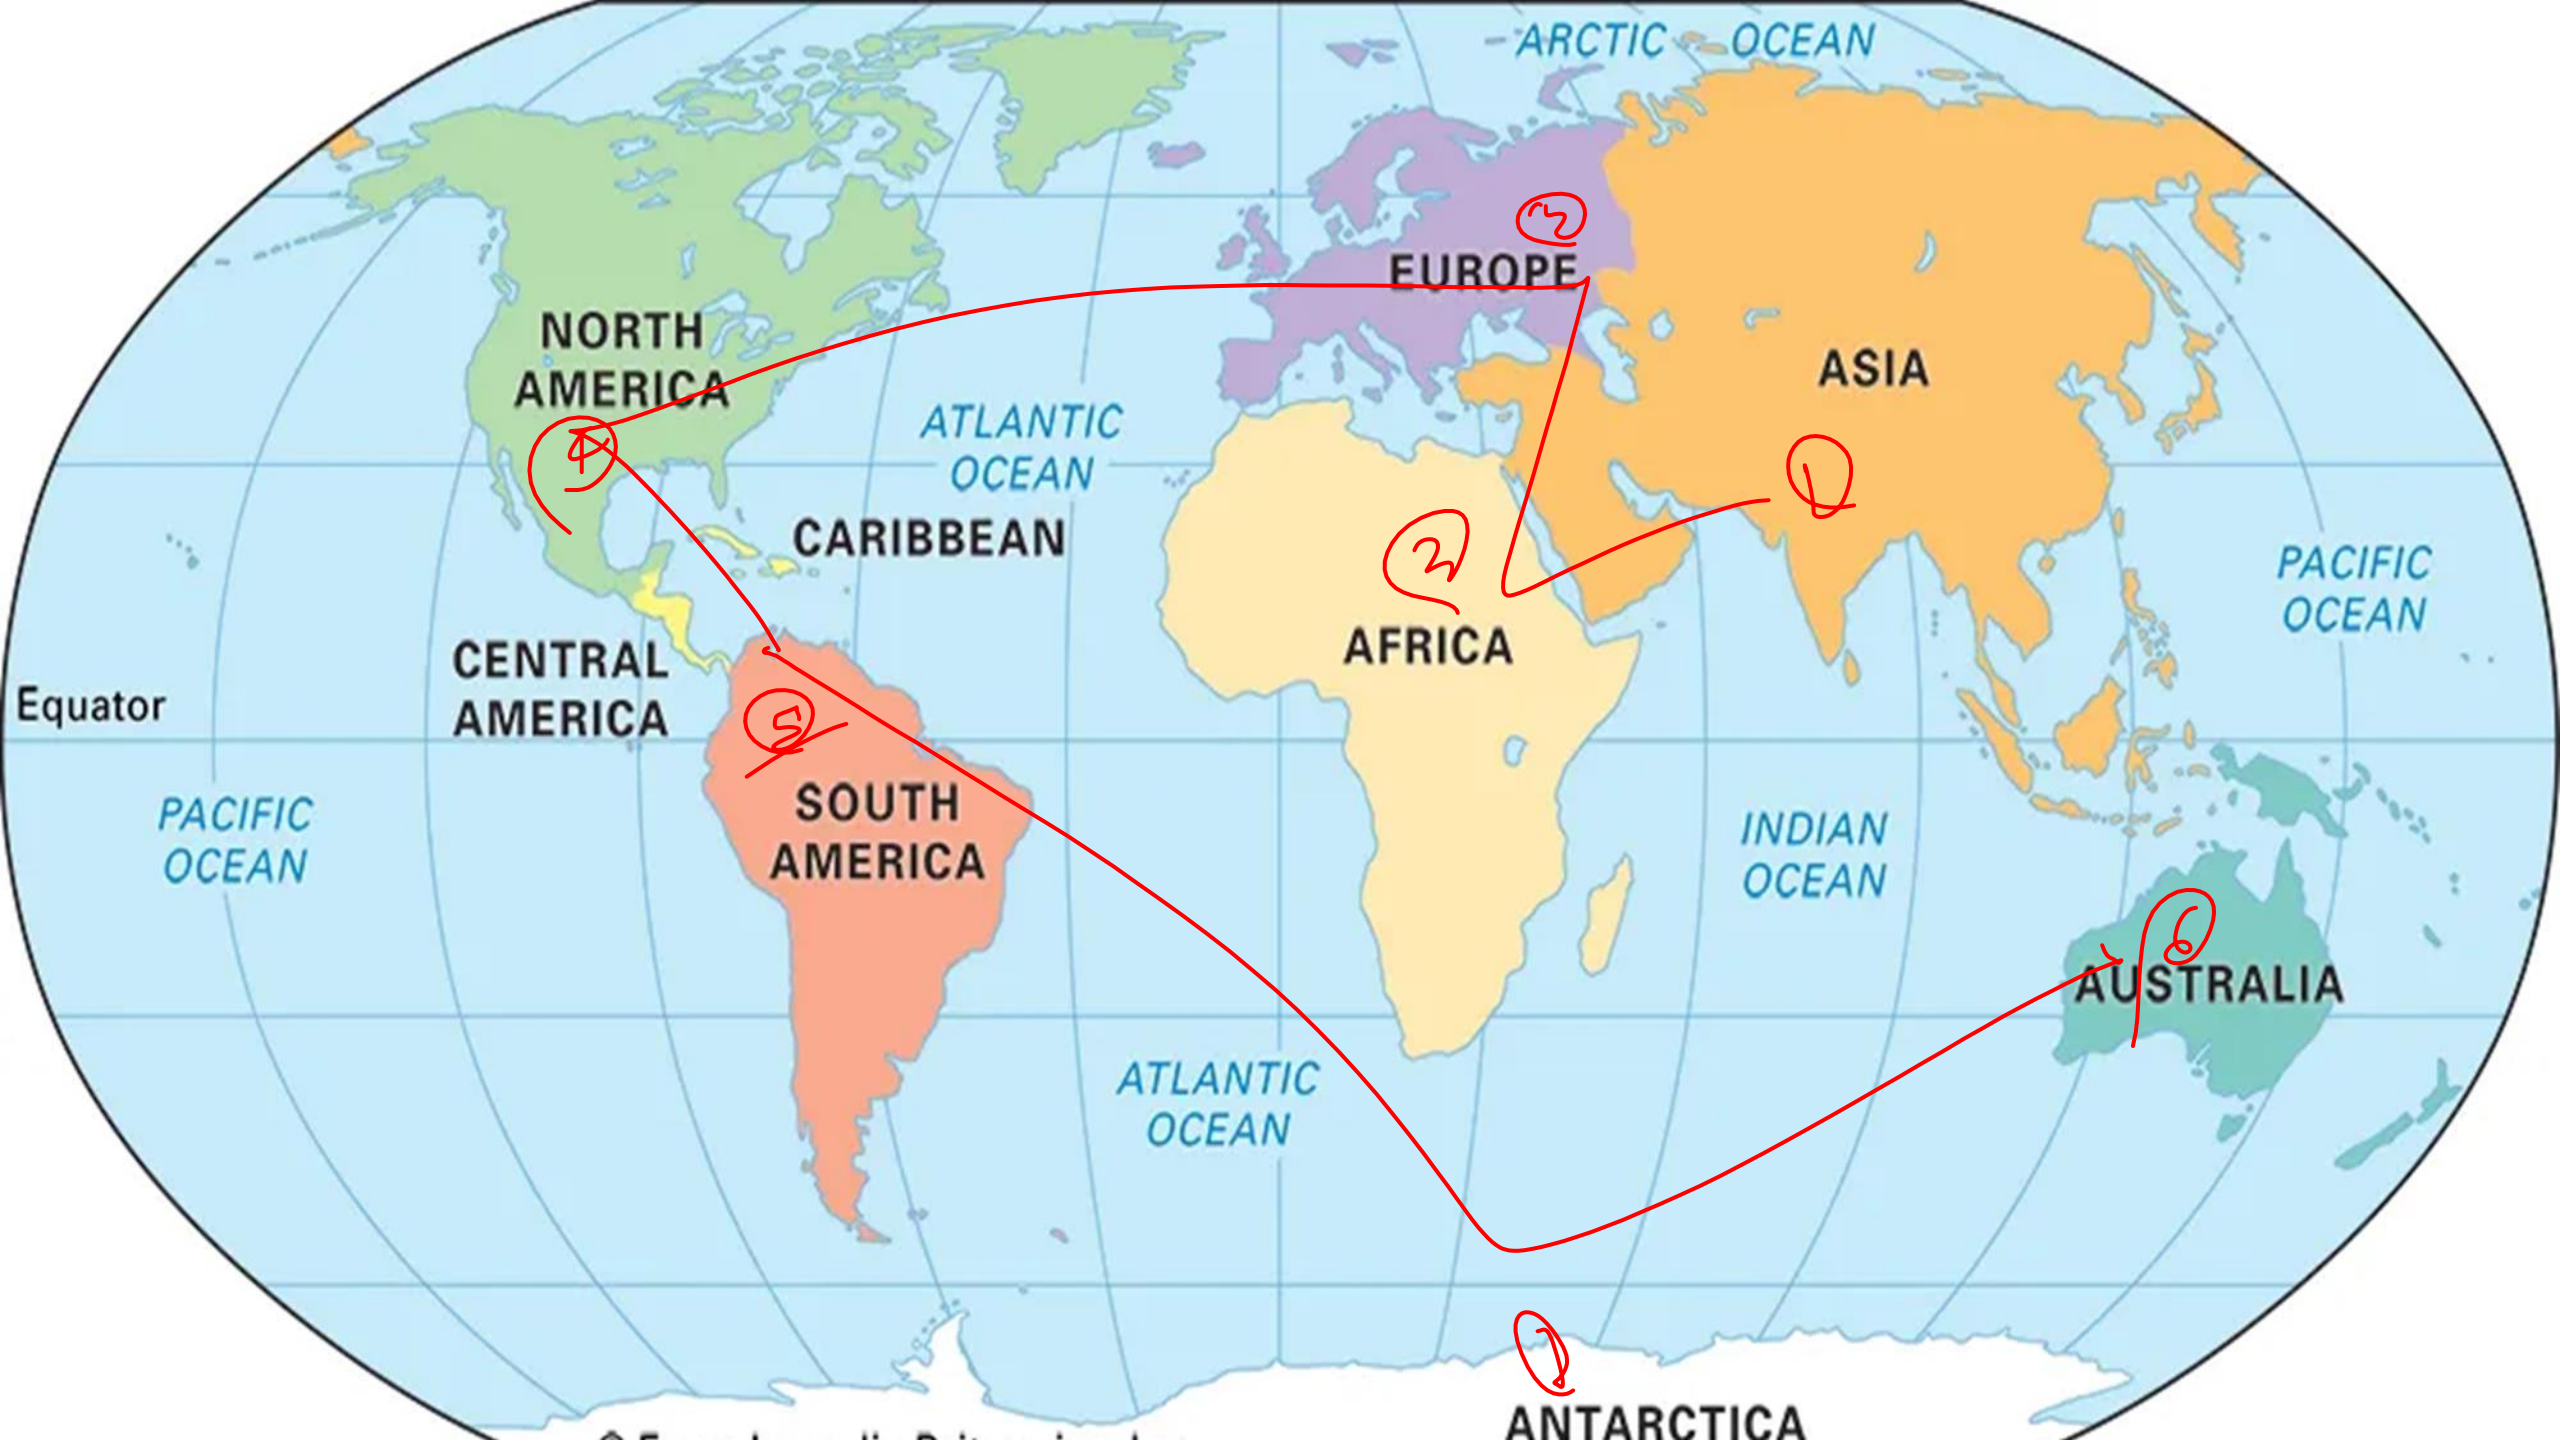 ARCTIC OCEAN
3
EUROPE
NORTH
AMERICA
ASIA
4
ATLANTIC
OCEAN
1
CARIBBEAN
2
PACIFIC
OCEAN
AFRICA
CENTRAL
AMERICA
Equator
5
SOUTH
AMERICA
PACIFIC
OCEAN
INDIAN
OCEAN
6
AUSTRALIA
ATLANTIC
OCEAN
ANTARCTICA